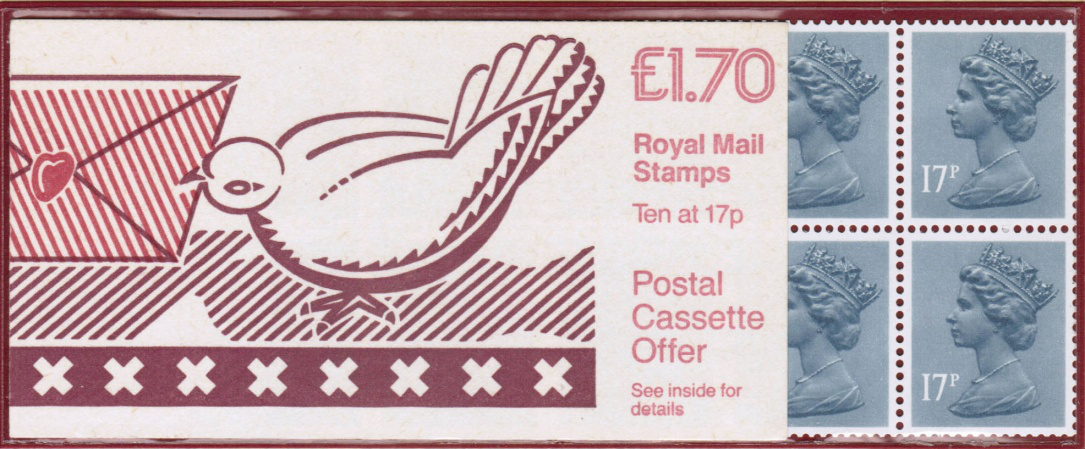 £1.70
Royal Mail
Stamps
Ten at 17p
Postal
Cassette
Offer
See inside for
details
17P
17P